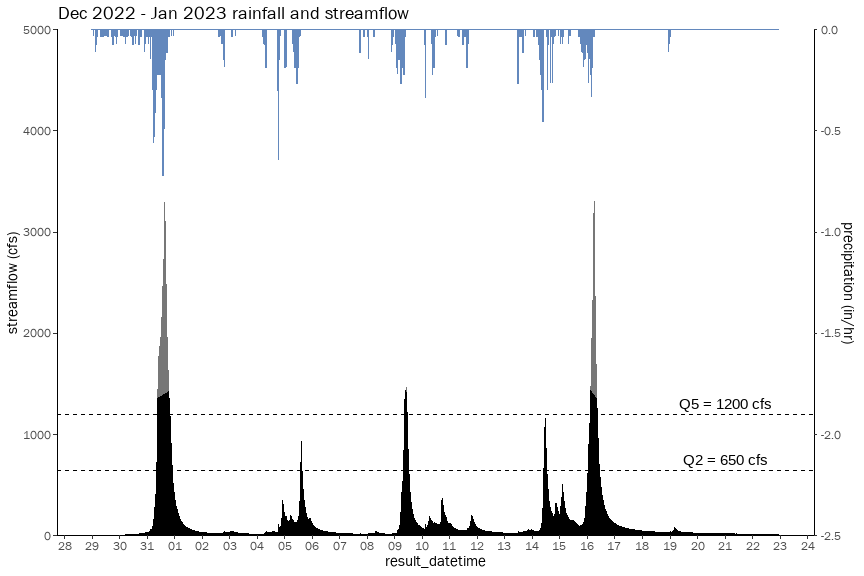 Dec 2022 - Jan 2023 rainfall and streamflow
5000
4000
3000
2000
1000
0
streamflow (cfs)
0.0
-0.5
-1.0
-1.5
-2.0
-2.5
precipitation (in/hr)
Q5 = 1200 cfs
Q2 = 650 cfs
28 29 30 31 01 02 03 04 05 06 07 08 09 10 11 12 13 14 15 16 17 18 19 20 21 22 23 24
result_datetime